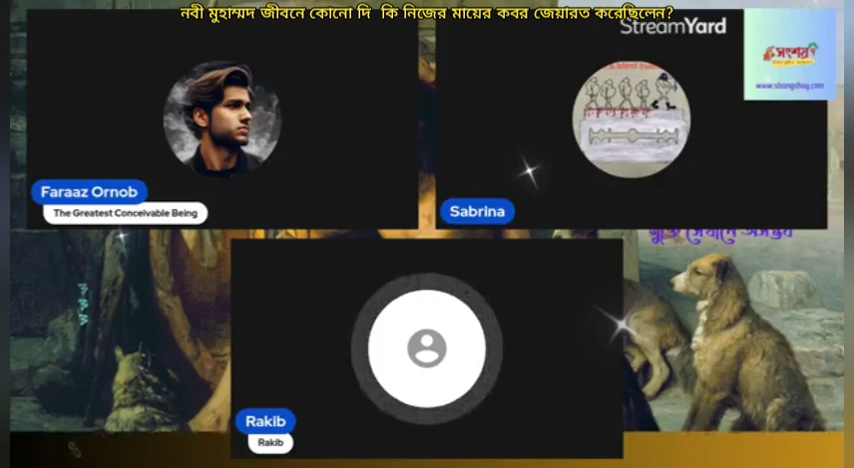 নবী মুহাম্মদ জীবনে কোনো দি কি নিজের মায়ের কবর জেয়ারত করেছিলেন?
StreamYard
সংশয়
www.shongshoy.com
Faraaz Ornob
The Greatest Conceivable Being
Sabrina
Rakib
Rakib